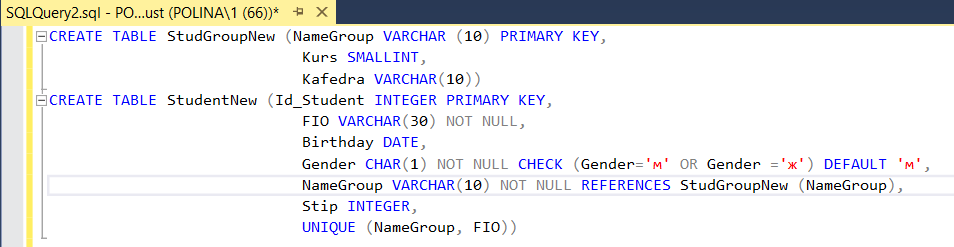 SQLQuery2.sql - PO...ust (POLINA\1 (66))*
CREATE TABLE StudGroupNew (NameGroup VARCHAR (10) PRIMARY KEY,
Kurs SMALLINT,
Kafedra VARCHAR(10))
CREATE TABLE StudentNew (Id_Student INTEGER PRIMARY KEY,
FIO VARCHAR(30) NOT NULL,
Birthday DATE,
Gender CHAR(1) NOT NULL CHECK (Gender='м' OR Gender ='ж') DEFAULT 'м',
NameGroup VARCHAR(10) NOT NULL REFERENCES StudGroupNew (NameGroup),
Stip INTEGER,
UNIQUE (NameGroup, FIO))